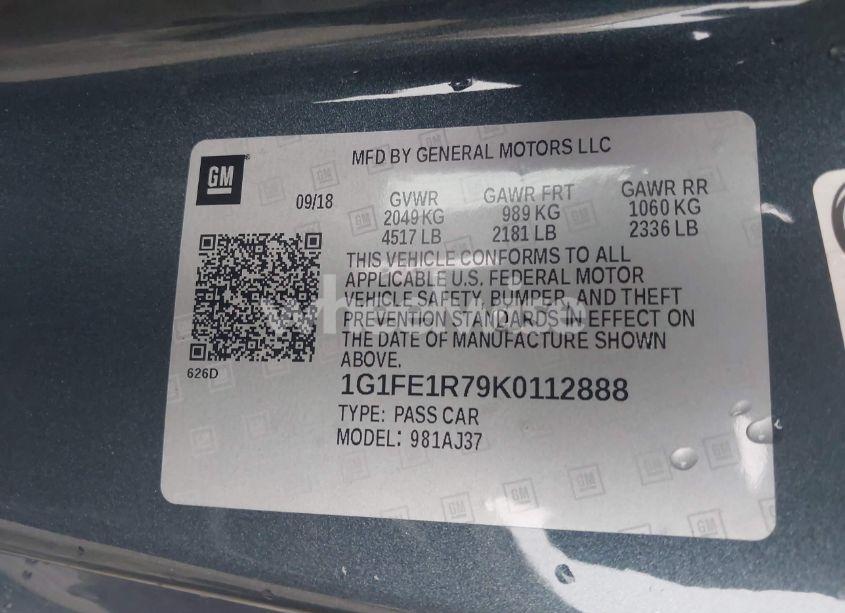 MFD BY GENERAL MOTORS LLC
GM
09/18
GVWR GAWR FRT GAWR RR
2049 KG 989 KG 1060 KG
4517 LB 2181 LB 2336 LB
THIS VEHICLE CONFORMS TO ALL
APPLICABLE U.S. FEDERAL MOTOR
VEHICLE SAFETY, BUMPER, AND THEFT
PREVENTION STANDARDS IN EFFECT ON
THE DATE OF MANUFACTURE SHOWN
ABOVE.
626D
1G1FE1R79K0112888
TYPE: PASS CAR
MODEL: 981AJ37